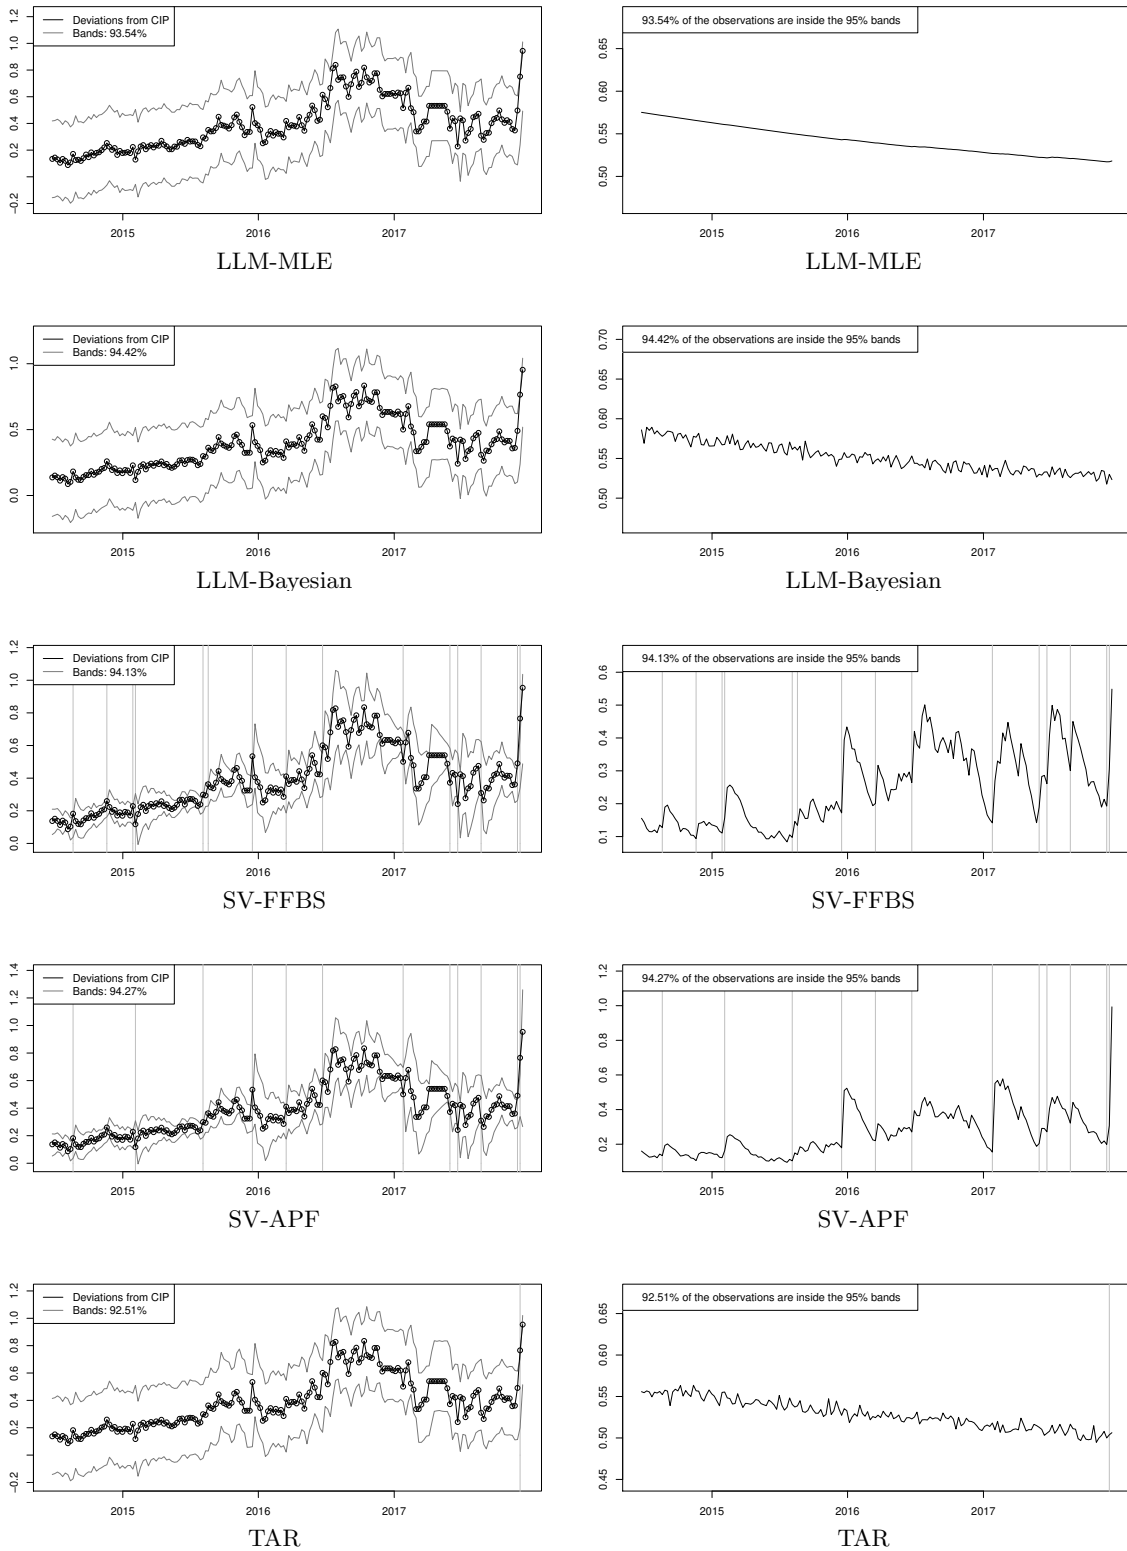 Deviations from CIP
Bands: 93.54%
−0.2 0.2 0.4 0.6 0.8 1.0 1.2
2015 2016 2017
LLM-MLE
93.54% of the observations are inside the 95% bands
0.50 0.55 0.60 0.65
2015 2016 2017
LLM-MLE
Deviations from CIP
Bands: 94.42%
0.0 0.5 1.0
2015 2016 2017
LLM-Bayesian
94.42% of the observations are inside the 95% bands
0.50 0.55 0.60 0.65 0.70
2015 2016 2017
LLM-Bayesian
Deviations from CIP
Bands: 94.13%
0.0 0.2 0.4 0.6 0.8 1.0 1.2
2015 2016 2017
SV-FFBS
94.13% of the observations are inside the 95% bands
0.1 0.2 0.3 0.4 0.5 0.6
2015 2016 2017
SV-FFBS
Deviations from CIP
Bands: 94.27%
0.0 0.2 0.4 0.6 0.8 1.0 1.2 1.4
2015 2016 2017
SV-APF
94.27% of the observations are inside the 95% bands
0.2 0.4 0.6 0.8 1.0 1.2
2015 2016 2017
SV-APF
Deviations from CIP
Bands: 92.51%
−0.2 0.2 0.4 0.6 0.8 1.0 1.2
2015 2016 2017
TAR
92.51% of the observations are inside the 95% bands
0.45 0.50 0.55 0.60 0.65
2015 2016 2017
TAR